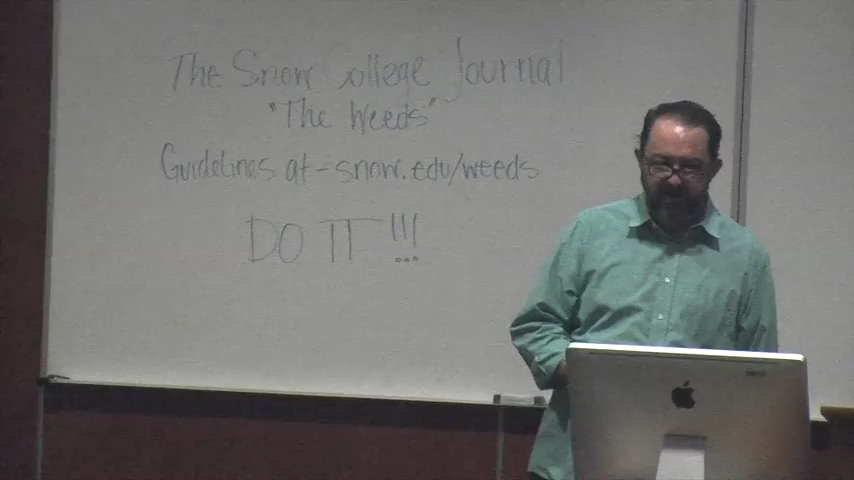 The Snow College Journal
"The Weeds"
Guidelines at - snow.edu/weeds
DO IT !!!